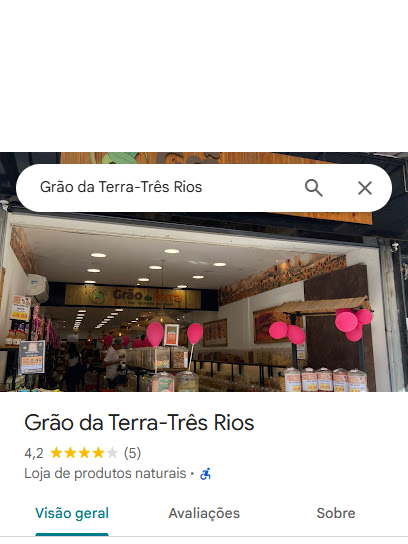 Grão da Terra-Três Rios
Grão da Terra
Grão da Terra-Três Rios
4,2 (5)
Loja de produtos naturais ·
Visão geral
Avaliações
Sobre